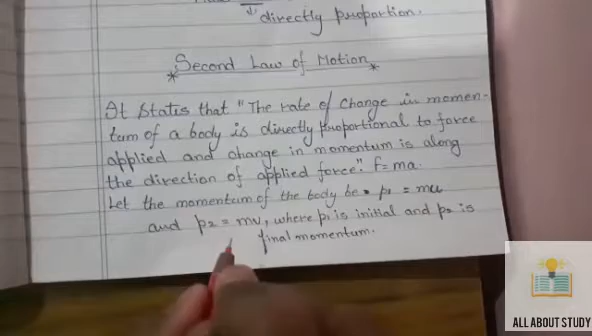 directly proportion.
Second Law of Motion
It states that "The rate of change in momen-
tum of a body is directly proportional to force
applied and change in momentum is along
the direction of applied force". F=ma.
Let the momentum of the body be p₁ = mu
and p₂ = mv, where p₁ is initial and p₂ is
final momentum.
ALL ABOUT STUDY